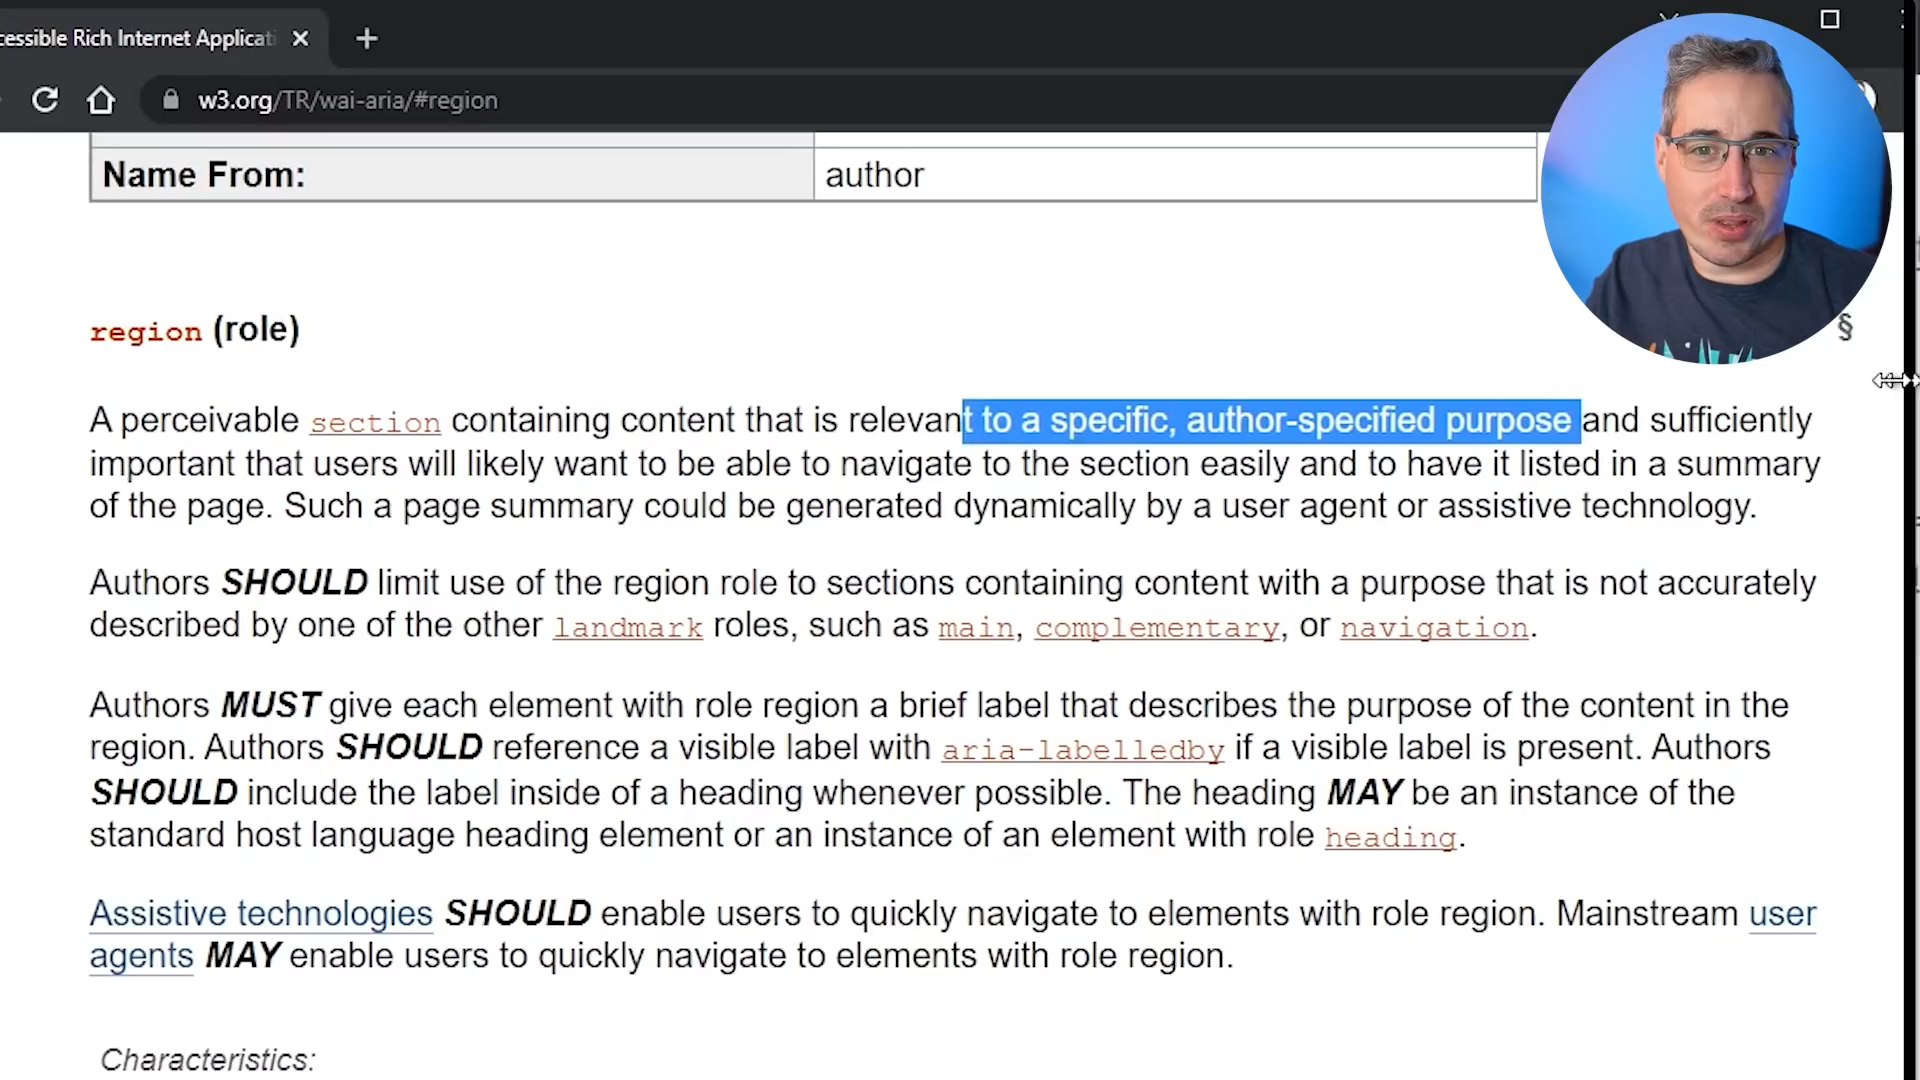 cessible Rich Internet Applicati
w3.org/TR/wai-aria/#region
Name From: author
region (role)
§
A perceivable section containing content that is relevant to a specific, author-specified purpose and sufficiently
important that users will likely want to be able to navigate to the section easily and to have it listed in a summary
of the page. Such a page summary could be generated dynamically by a user agent or assistive technology.
Authors SHOULD limit use of the region role to sections containing content with a purpose that is not accurately
described by one of the other landmark roles, such as main, complementary, or navigation.
Authors MUST give each element with role region a brief label that describes the purpose of the content in the
region. Authors SHOULD reference a visible label with aria-labelledby if a visible label is present. Authors
SHOULD include the label inside of a heading whenever possible. The heading MAY be an instance of the
standard host language heading element or an instance of an element with role heading.
Assistive technologies SHOULD enable users to quickly navigate to elements with role region. Mainstream user
agents MAY enable users to quickly navigate to elements with role region.
Characteristics: